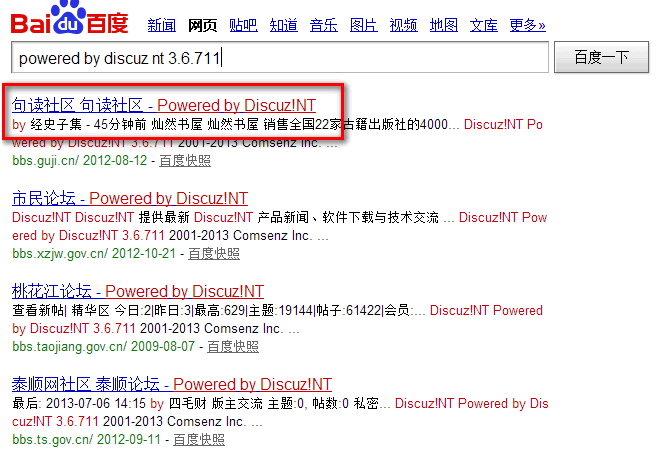 Bai du 百度 新闻 网页 贴吧 知道 音乐 图片 视频 地图 文库 更多»
powered by discuz nt 3.6.711 百度一下
句读社区 句读社区 - Powered by Discuz!NT
by 经史子集 - 45分钟前 灿然书屋 灿然书屋 销售全国22家古籍出版社的4000... Discuz!NT Po
wered by Discuz!NT 3.6.711 2001-2013 Comsenz Inc. ...
bbs.guji.cn/ 2012-08-12 - 百度快照
市民论坛 - Powered by Discuz!NT
Discuz!NT Discuz!NT 提供最新 Discuz!NT 产品新闻、软件下载与技术交流 ... Discuz!NT Pow
ered by Discuz!NT 3.6.711 2001-2013 Comsenz Inc. ...
bbs.xzjw.gov.cn/ 2012-10-21 - 百度快照
桃花江论坛 - Powered by Discuz!NT
查看新帖| 精华区 今日:2|昨日:3|最高:629|主题:19144|帖子:61422|会员:... Discuz!NT Powered
by Discuz!NT 3.6.711 2001-2013 Comsenz Inc. ...
bbs.taojiang.gov.cn/ 2009-08-07 - 百度快照
泰顺网社区 泰顺论坛 - Powered by Discuz!NT
最后: 2013-07-06 14:15 by 四毛财 版主交流 主题:0, 帖数:0 私密... Discuz!NT Powered by Dis
cuz!NT 3.6.711 2001-2013 Comsenz Inc. ...
bbs.ts.gov.cn/ 2012-09-11 - 百度快照